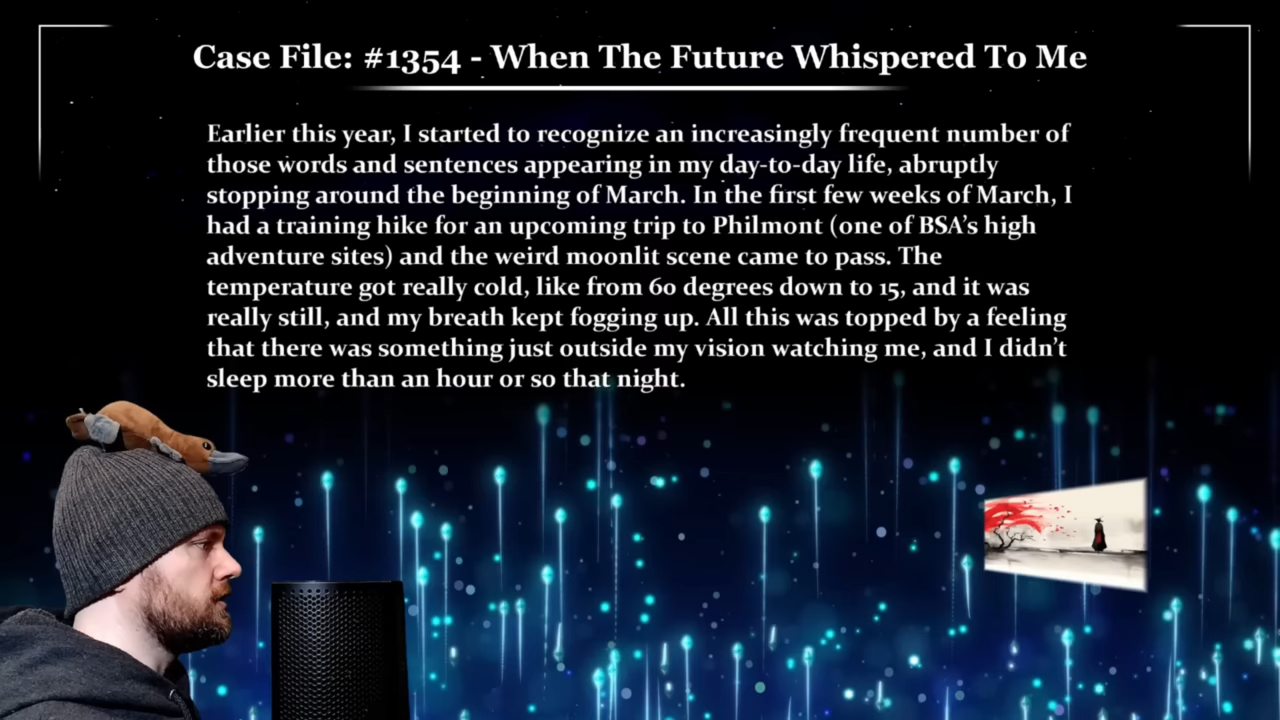 Case File: #1354 - When The Future Whispered To Me
Earlier this year, I started to recognize an increasingly frequent number of
those words and sentences appearing in my day-to-day life, abruptly
stopping around the beginning of March. In the first few weeks of March, I
had a training hike for an upcoming trip to Philmont (one of BSA’s high
adventure sites) and the weird moonlit scene came to pass. The
temperature got really cold, like from 60 degrees down to 15, and it was
really still, and my breath kept fogging up. All this was topped by a feeling
that there was something just outside my vision watching me, and I didn’t
sleep more than an hour or so that night.